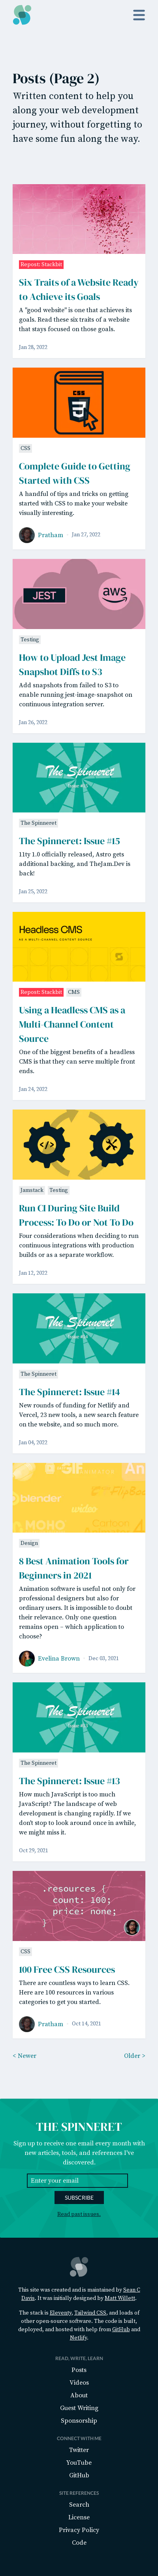 Posts (Page 2)
Written content to help you
along your web development
journey, without forgetting to
have some fun along the way.
Repost: Stackbit
Six Traits of a Website Ready
to Achieve its Goals
A "good website" is one that achieves its
goals. Read these six traits of a website
that stays focused on those goals.
Jan 28, 2022
CSS
CSS
Complete Guide to Getting
Started with CSS
A handful of tips and tricks on getting
started with CSS to make your website
visually interesting.
Pratham
Jan 27, 2022
JEST
aws
Testing
How to Upload Jest Image
Snapshot Diffs to S3
Add snapshots from failed to S3 to
enable running jest-image-snapshot on
continuous integration server.
Jan 26, 2022
The Spinneret
The Spinneret
The Spinneret: Issue #15
11ty 1.0 officially released, Astro gets
additional backing, and TheJam.Dev is
back!
Jan 25, 2022
Headless CMS
AS A MULTI-CHANNEL CONTENT SOURCE
Repost: Stackbit CMS
Using a Headless CMS as a
Multi-Channel Content
Source
One of the biggest benefits of a headless
CMS is that they can serve multiple front
ends.
Jan 24, 2022
Jamstack Testing
Run CI During Site Build
Process: To Do or Not To Do
Four considerations when deciding to run
continuous integration with production
builds or as a separate workflow.
Jan 12, 2022
The Spinneret
The Spinneret
The Spinneret: Issue #14
New rounds of funding for Netlify and
Vercel, 23 new tools, a new search feature
on the website, and so much more.
Jan 04, 2022
GIF
An
blender
MOHO
Design
8 Best Animation Tools for
Beginners in 2021
Animation software is useful not only for
professional designers but also for
ordinary users. It is impossible to doubt
their relevance. Only one question
remains open – which application to
choose?
Evelina Brown
Dec 03, 2021
The Spinneret
The Spinneret
The Spinneret: Issue #13
How much JavaScript is too much
JavaScript? The landscape of web
development is changing rapidly. If we
don't stop to look around once in awhile,
we might miss it.
Oct 29, 2021
.resources {
count: 100;
price: none;
}
CSS
100 Free CSS Resources
There are countless ways to learn CSS.
Here are 100 resources in various
categories to get you started.
Pratham
Oct 14, 2021
< Newer
Older >
THE SPINNERET
Sign up to receive one email every month with
new articles, tools, and references I've
discovered.
Enter your email
SUBSCRIBE
Read past issues.
This site was created and is maintained by Sean C
Davis. It was initially designed by Matt Willett.
The stack is Eleventy, Tailwind CSS, and loads of
other open source software. The code is built,
deployed, and hosted with help from GitHub and
Netlify.
READ, WRITE, LEARN
Posts
Videos
About
Guest Writing
Sponsorship
CONNECT WITH ME
Twitter
YouTube
GitHub
SITE REFERENCES
Search
License
Privacy Policy
Code